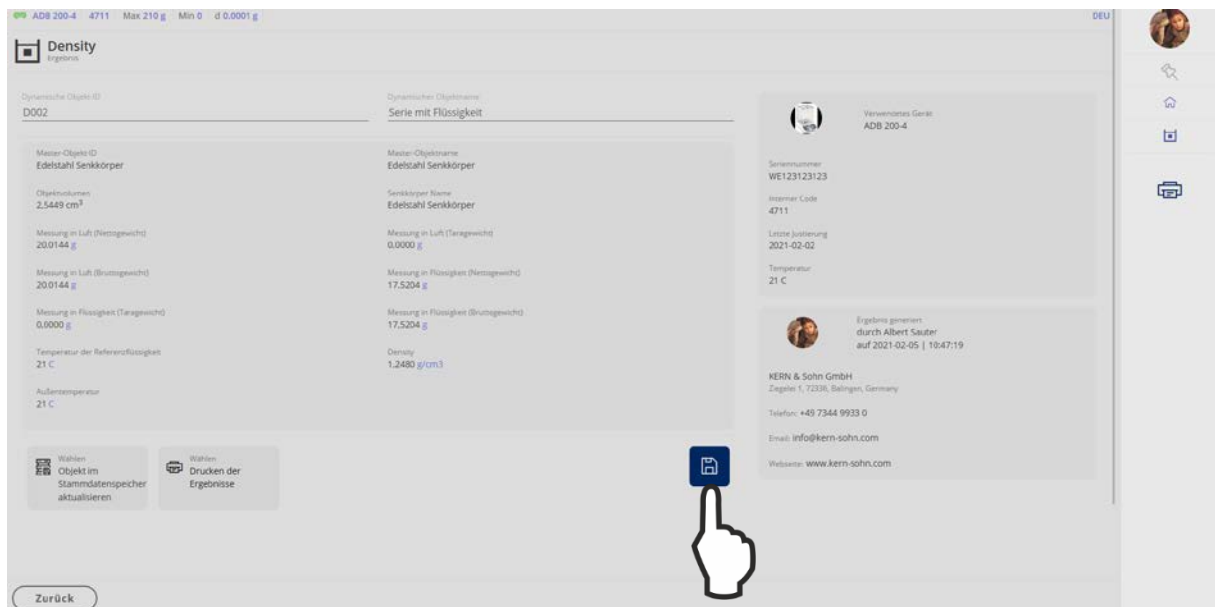 ADB 200-4 4711 Max 210 g Min 0 d 0.0001 g DEU
Density
Ergebnis
Dynamische Objekt-ID
D002
Dynamischer Objektname
Serie mit Flüssigkeit
Master-Objekt ID
Edelstahl Senkkörper
Master-Objektname
Edelstahl Senkkörper
Objektvolumen
2,5449 cm³
Senkkörper Name
Edelstahl Senkkörper
Messung in Luft (Nettogewicht)
20.0144 g
Messung in Luft (Taragewicht)
0,0000 g
Messung in Luft (Bruttogewicht)
20.0144 g
Messung in Flüssigkeit (Nettogewicht)
17,5204 g
Messung in Flüssigkeit (Taragewicht)
0,0000 g
Messung in Flüssigkeit (Bruttogewicht)
17,5204 g
Temperatur der Referenzflüssigkeit
21 C
Density
1,2480 g/cm3
Außentemperatur
21 C
Wählen
Objekt im
Stammdatenspeicher
aktualisieren
Wählen
Drucken der
Ergebnisse
Verwendetes Gerät
ADB 200-4
Seriennummer
WE123123123
Interner Code
4711
Letzte Justierung
2021-02-02
Temperatur
21 C
Ergebnis generiert
durch Albert Sauter
auf 2021-02-05 | 10:47:19
KERN & Sohn GmbH
Ziegelei 1, 72336, Balingen, Germany
Telefon: +49 7344 9933 0
Email: info@kern-sohn.com
Webseite: www.kern-sohn.com
Zurück